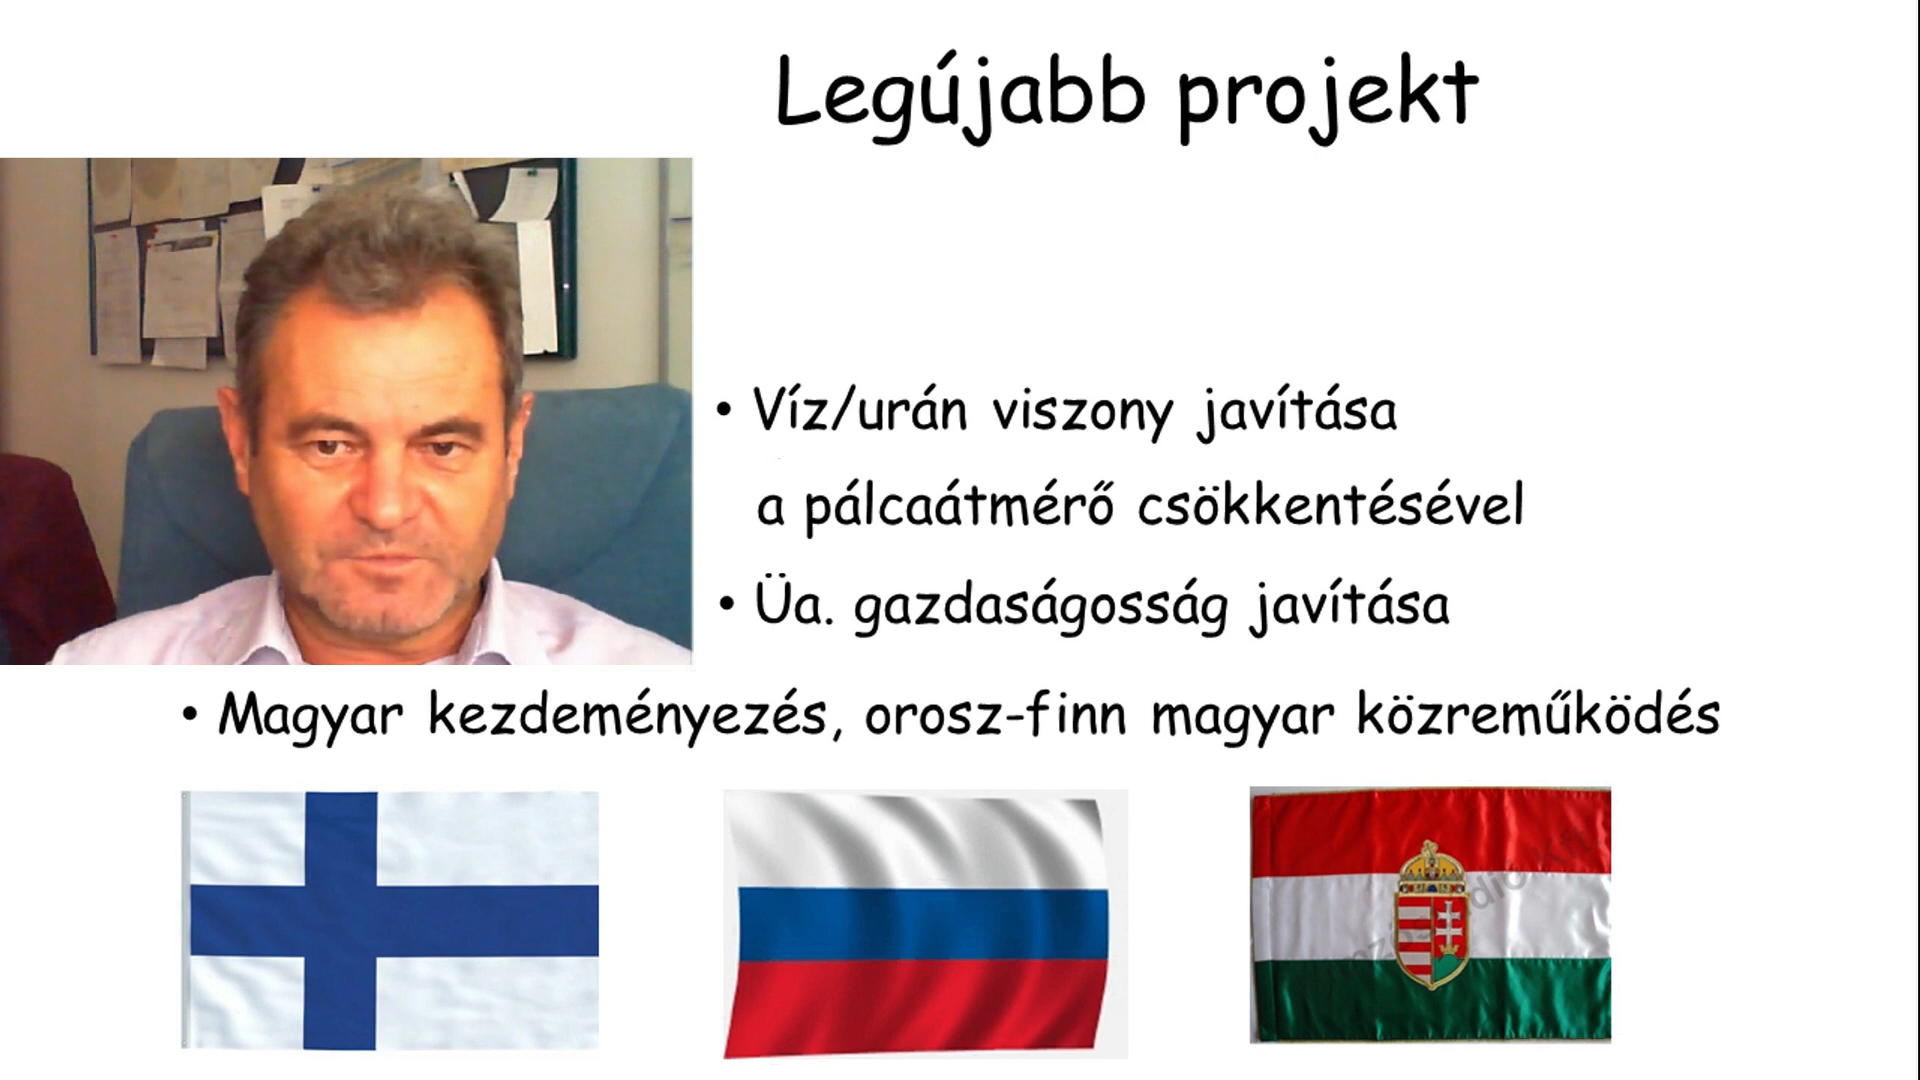 Legújabb projekt
• Víz/urán viszony javítása
a pálcaátmérő csökkentésével
• Üa. gazdaságosság javítása
• Magyar kezdeményezés, orosz-finn magyar közreműködés